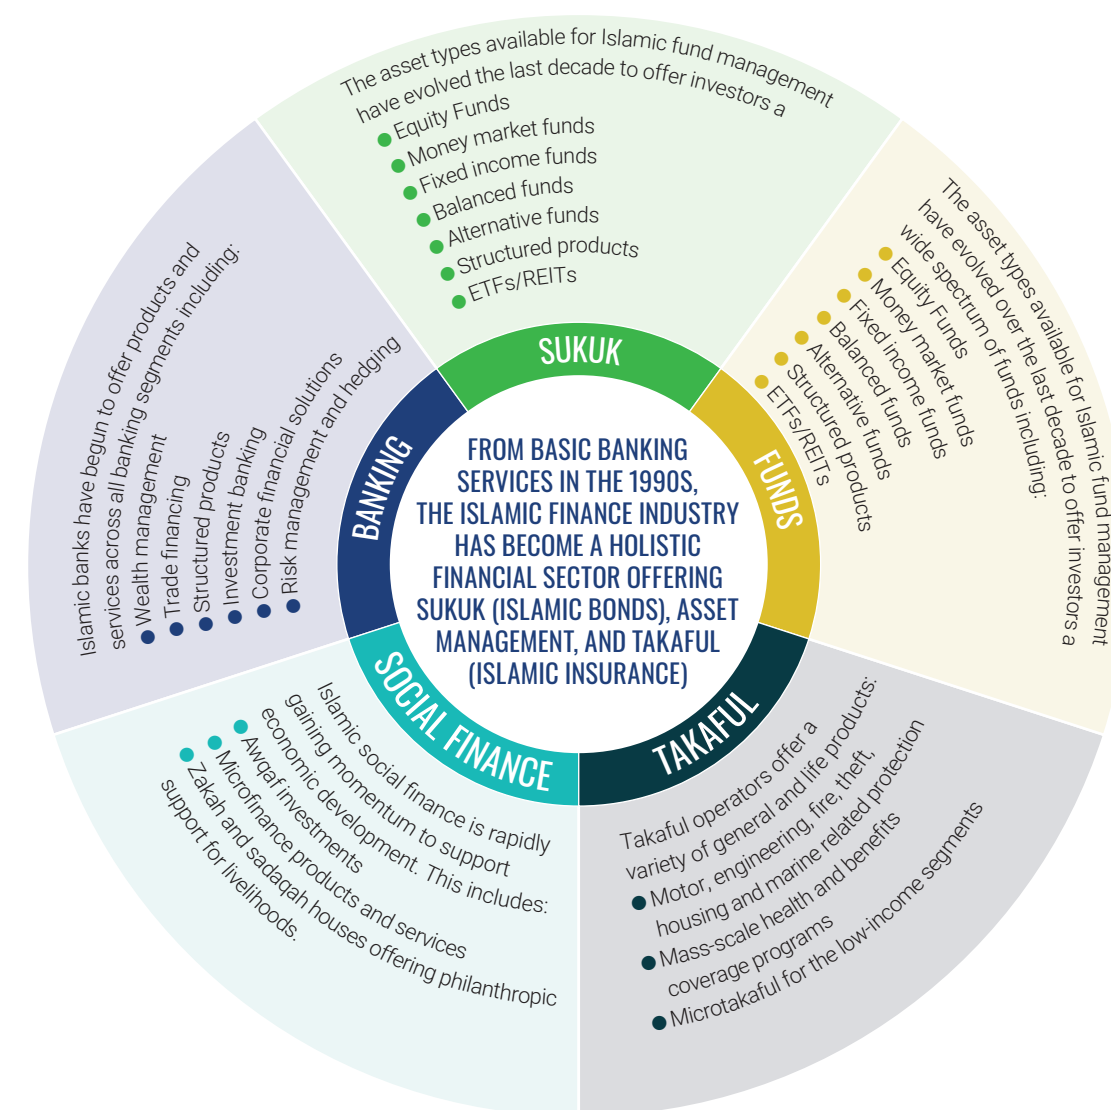 The asset types available for Islamic fund management
have evolved the last decade to offer investors a
Equity Funds
Money market funds
Fixed income funds
Balanced funds
Alternative funds
Structured products
ETFs/REITs
SUKUK
The asset types available for Islamic fund management
have evolved over the last decade to offer investors a
wide spectrum of funds including:
Equity Funds
Money market funds
Fixed income funds
Balanced funds
Alternative funds
Structured products
ETFs/REITs
FUNDS
Takaful operators offer a
variety of general and life products:
Motor, engineering, fire, theft,
housing and marine related protection
Mass-scale health and benefits
coverage programs
Microtakaful for the low-income segments
TAKAFUL
Islamic social finance is rapidly
gaining momentum to support
economic development. This includes:
Awqaf investments
Microfinance products and services
Zakah and sadaqah houses offering philanthropic
support for livelihoods.
SOCIAL FINANCE
Islamic banks have begun to offer products and
services across all banking segments including:
Wealth management
Trade financing
Structured products
Investment banking
Corporate financial solutions
Risk management and hedging
BANKING
FROM BASIC BANKING
SERVICES IN THE 1990S,
THE ISLAMIC FINANCE INDUSTRY
HAS BECOME A HOLISTIC
FINANCIAL SECTOR OFFERING
SUKUK (ISLAMIC BONDS), ASSET
MANAGEMENT, AND TAKAFUL
(ISLAMIC INSURANCE)